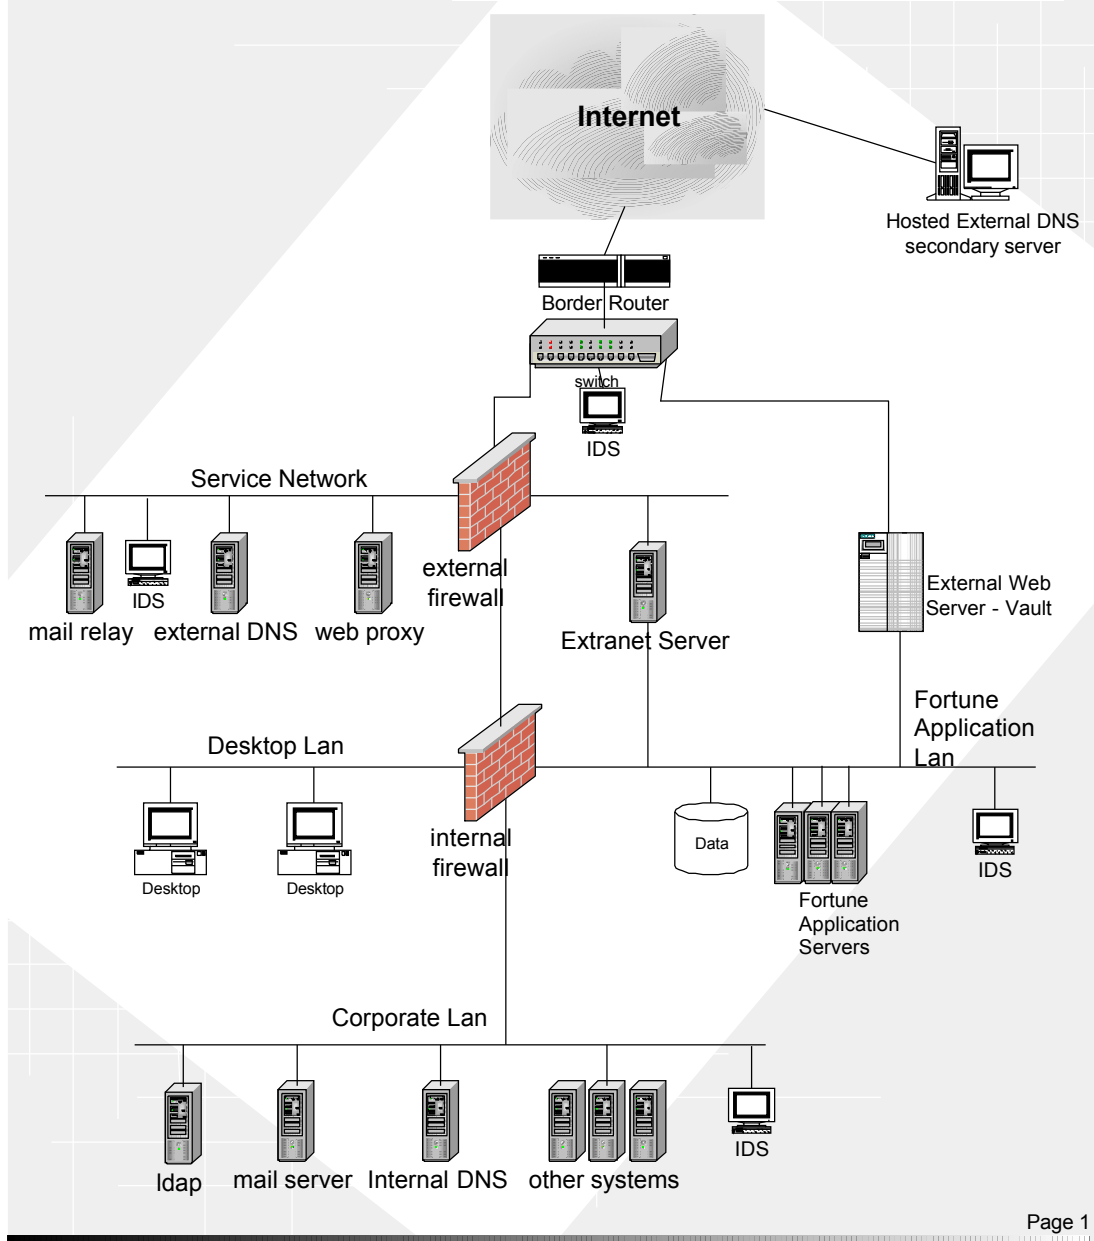 Internet
Hosted External DNS
secondary server
Border Router
switch
IDS
Service Network
external
firewall
mail relay
IDS
external DNS
web proxy
Extranet Server
External Web
Server - Vault
Fortune
Application
Lan
Desktop Lan
internal
firewall
Desktop
Desktop
Data
Fortune
Application
Servers
IDS
Corporate Lan
ldap
mail server
Internal DNS
other systems
IDS
Page 1